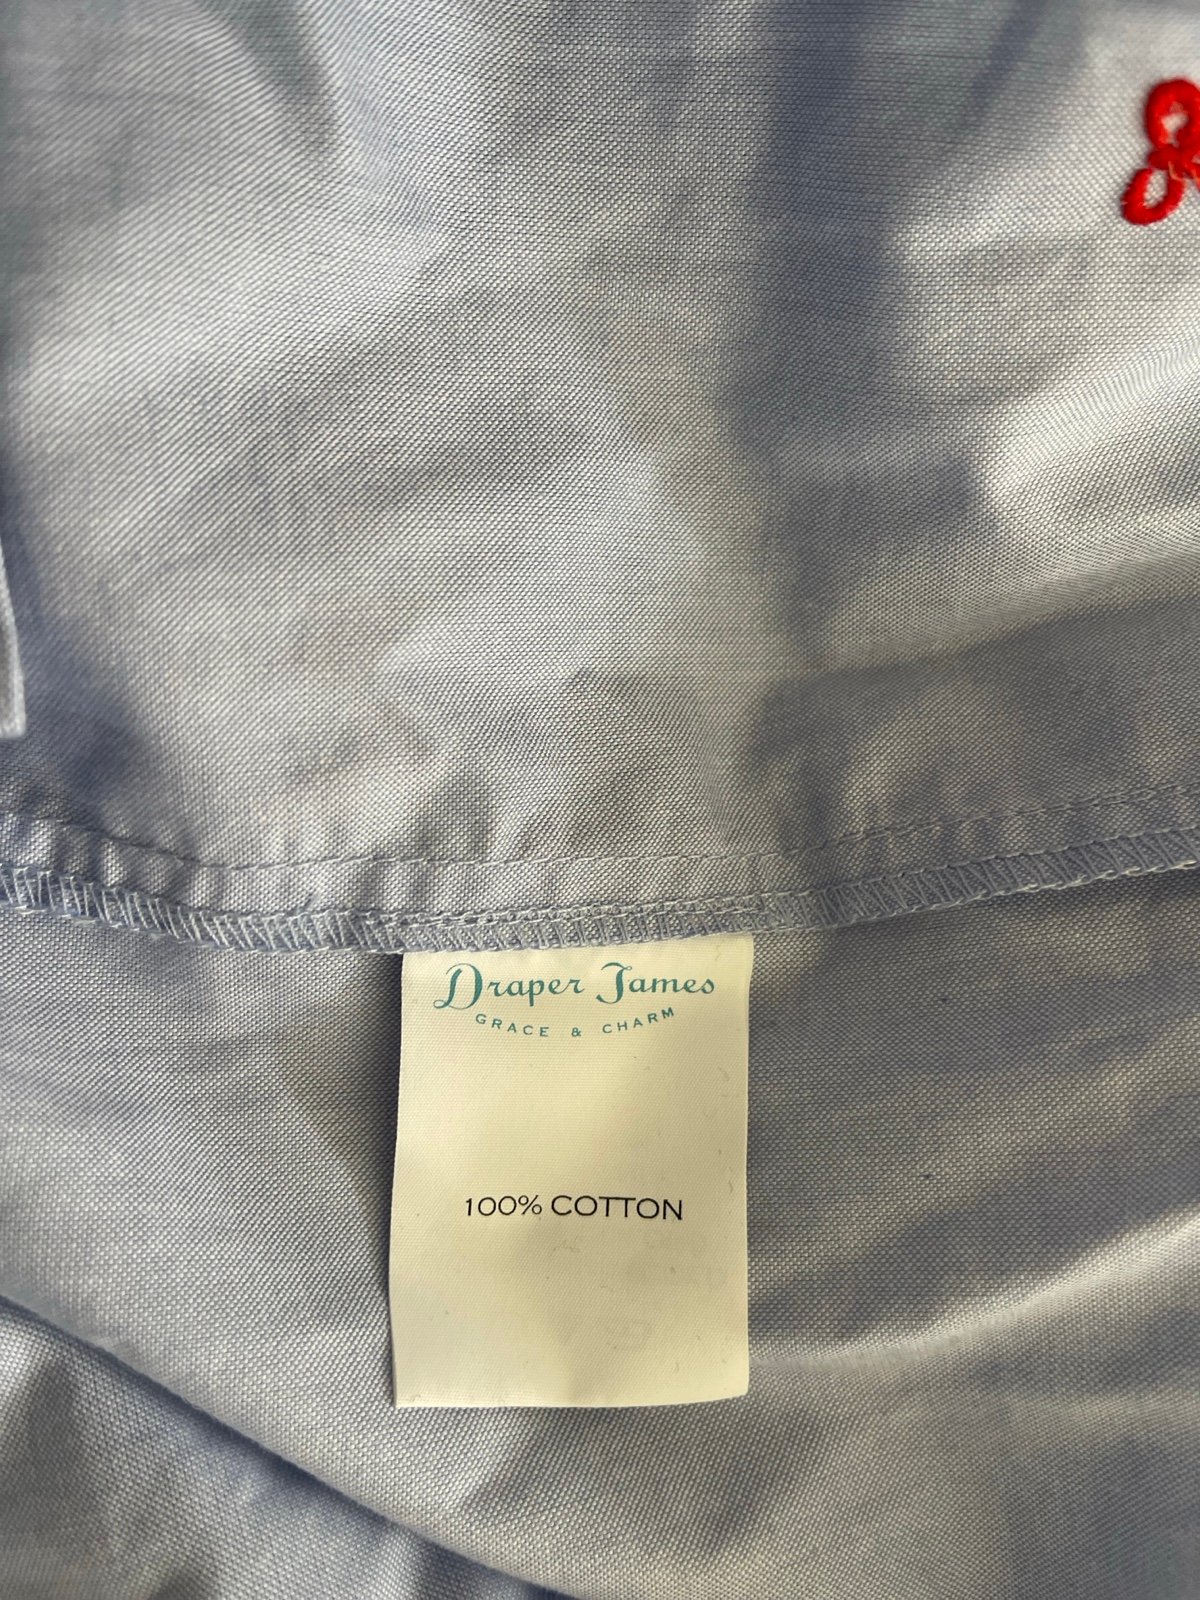 Draper James
GRACE & CHARM
100% COTTON